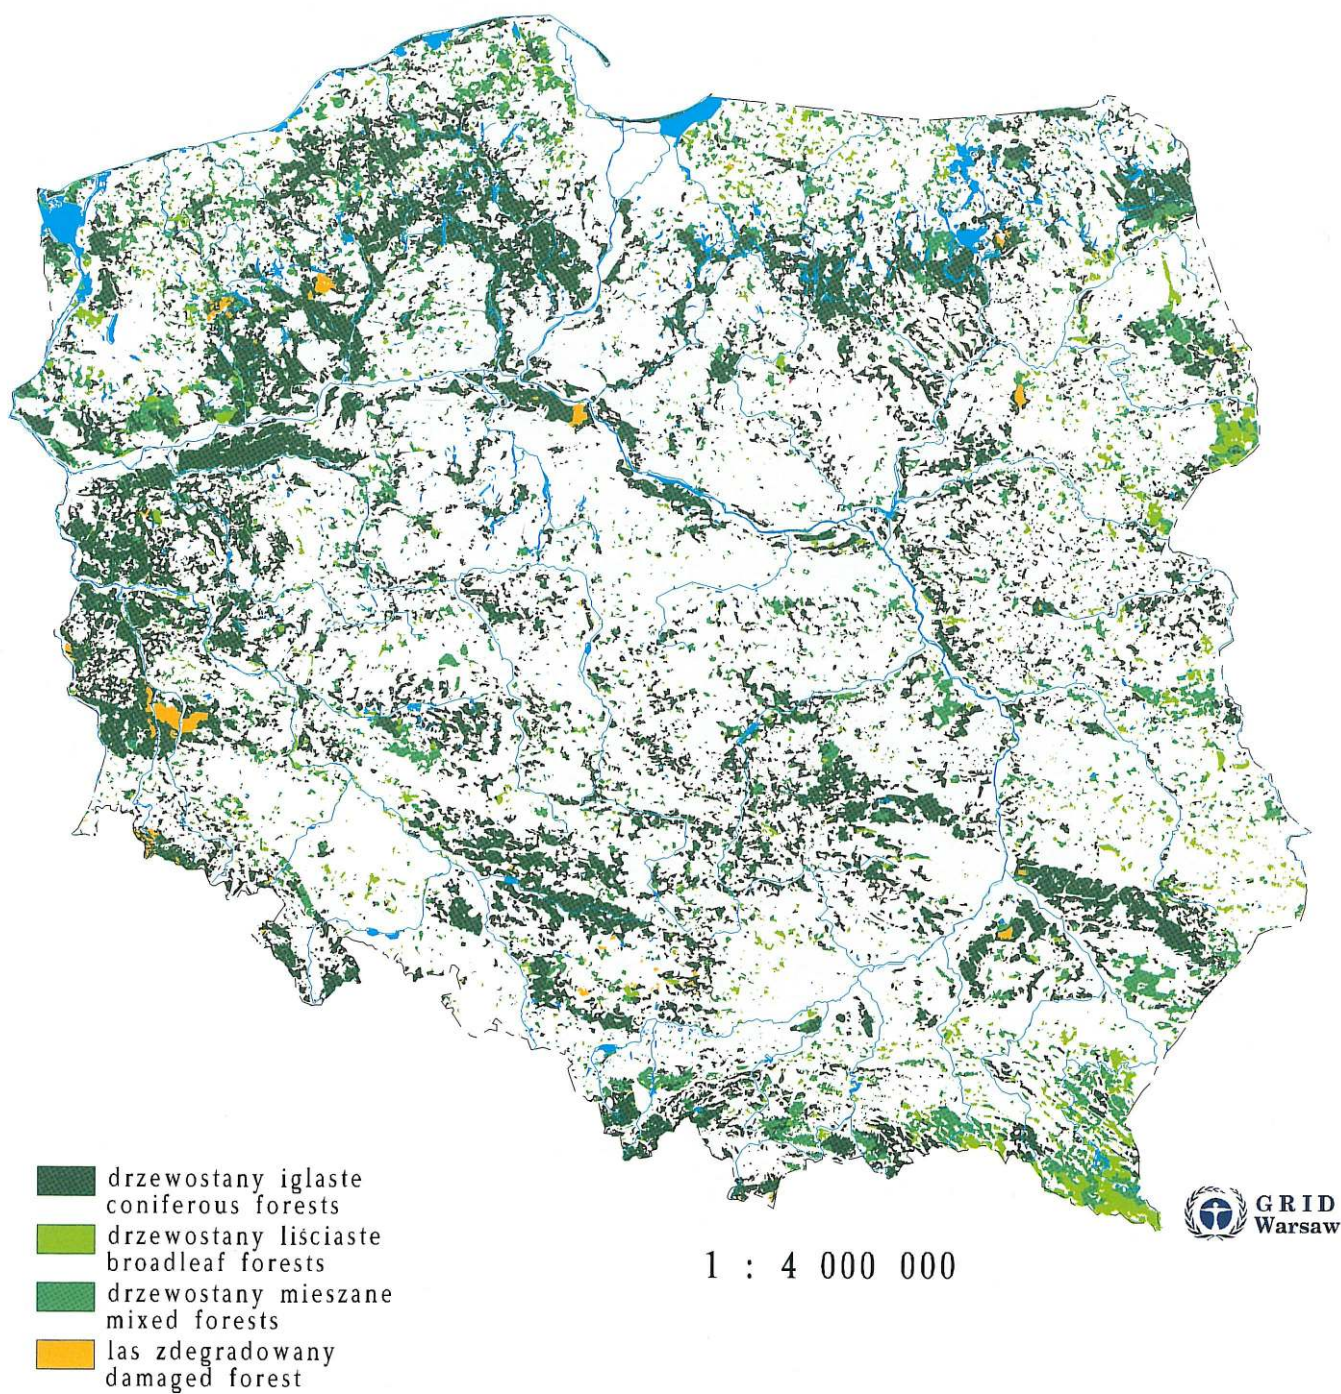 drzewostany iglaste
coniferous forests
drzewostany liściaste
broadleaf forests
drzewostany mieszane
mixed forests
las zdegradowany
damaged forest
1 : 4 000 000
GRID
Warsaw